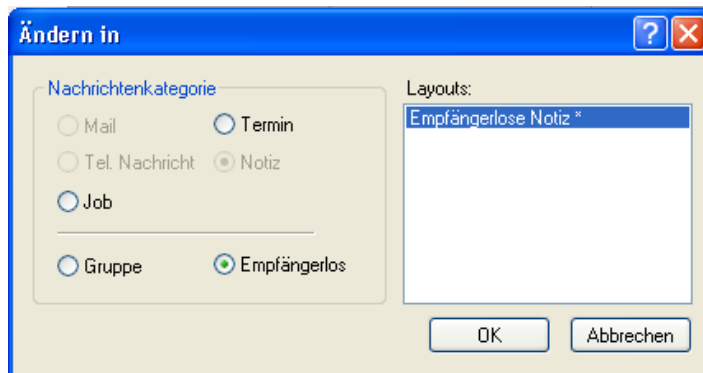 Ändern in
Nachrichtenkategorie
Mail
Termin
Tel. Nachricht
Notiz
Job
Gruppe
Empfängerlos
Layouts:
Empfängerlose Notiz *
OK
Abbrechen